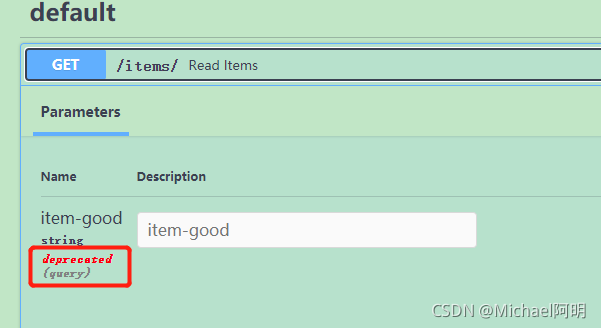 default
GET /items/ Read Items
Parameters
Name Description
item-good item-good
string
deprecated
(query)
CSDN @Michael阿明